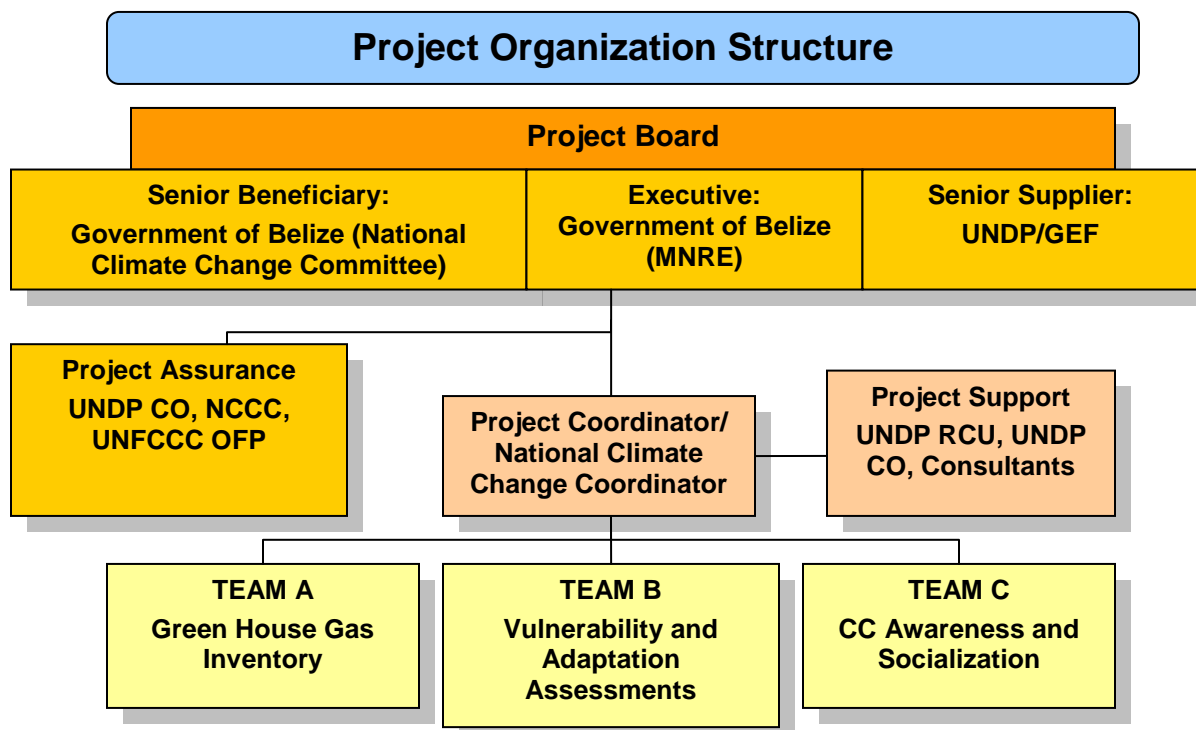 Project Organization Structure
Project Board
Senior Beneficiary:
Government of Belize (National
Climate Change Committee)
Executive:
Government of Belize
(MNRE)
Senior Supplier:
UNDP/GEF
Project Assurance
UNDP CO, NCCC,
UNFCCC OFP
Project Coordinator/
National Climate
Change Coordinator
Project Support
UNDP RCU, UNDP
CO, Consultants
TEAM A
Green House Gas
Inventory
TEAM B
Vulnerability and
Adaptation
Assessments
TEAM C
CC Awareness and
Socialization